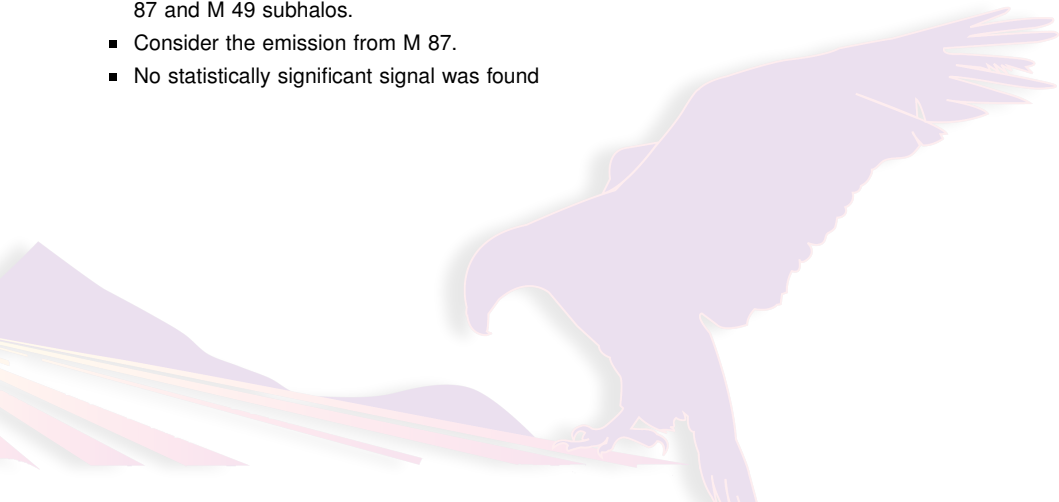 87 and M 49 subhalos.
▪ Consider the emission from M 87.
▪ No statistically significant signal was found